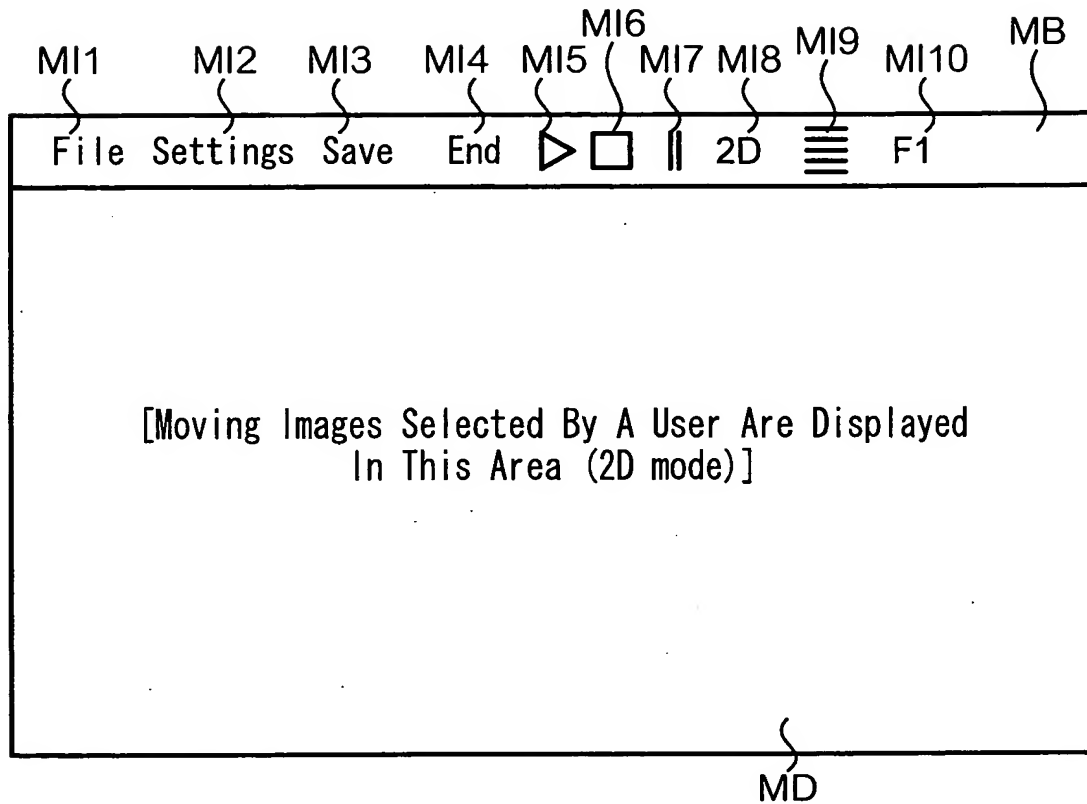 MI1 MI2 MI3 MI4 MI5 MI6 MI7 MI8 MI9 MI10 MB
File Settings Save End 2D F1
[Moving Images Selected By A User Are Displayed
In This Area (2D mode)]
MD